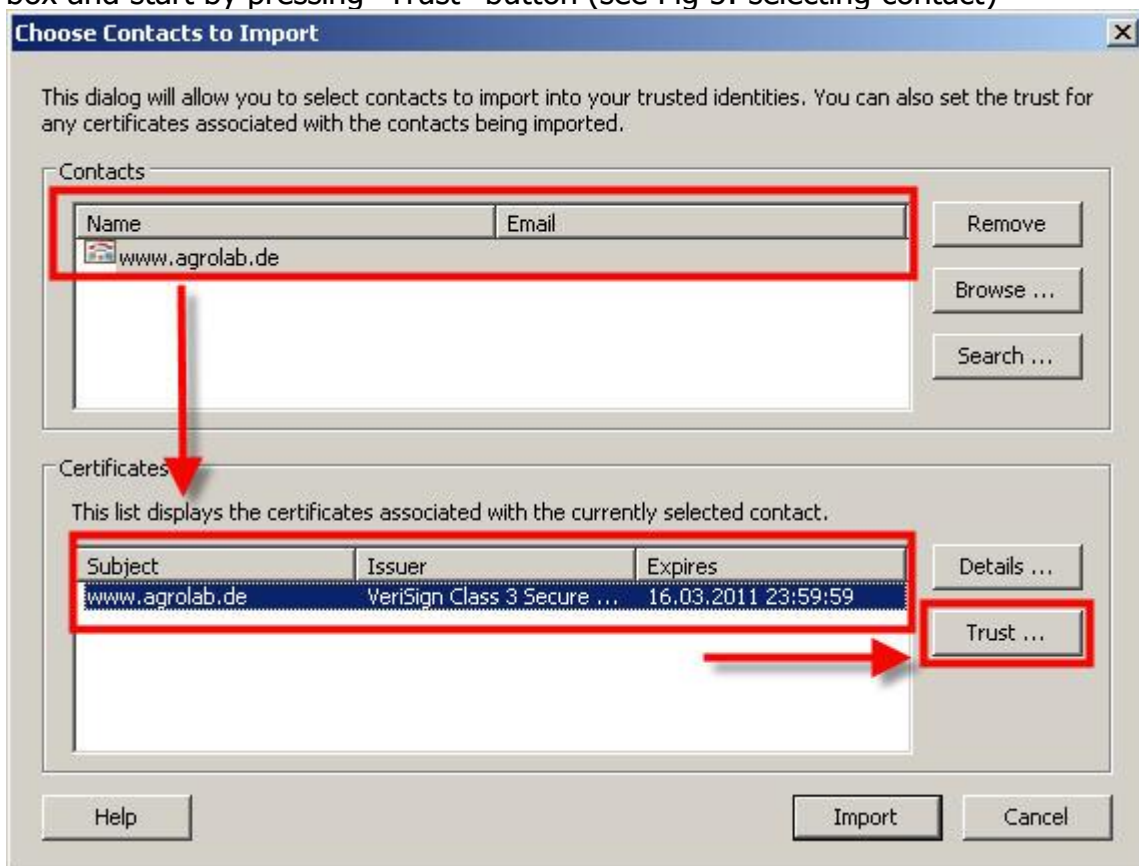 box and start by pressing "Trust" button (see Fig 3: selecting contact)
Choose Contacts to Import
This dialog will allow you to select contacts to import into your trusted identities. You can also set the trust for
any certificates associated with the contacts being imported.
Contacts
Name Email
www.agrolab.de
Remove
Browse ...
Search ...
Certificates
This list displays the certificates associated with the currently selected contact.
Subject Issuer Expires
www.agrolab.de VeriSign Class 3 Secure ... 16.03.2011 23:59:59
Details ...
Trust ...
Help Import Cancel